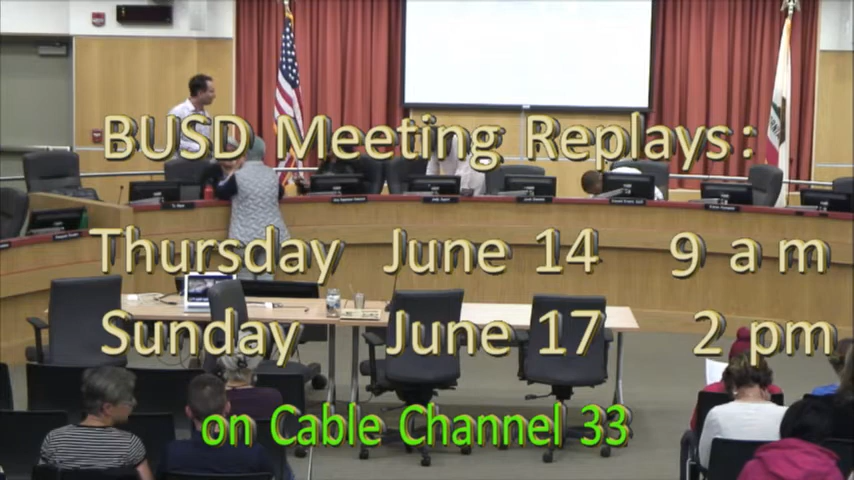 BUSD Meeting Replays:
Thursday June 14 9 am
Sunday June 17 2 pm
on Cable Channel 33